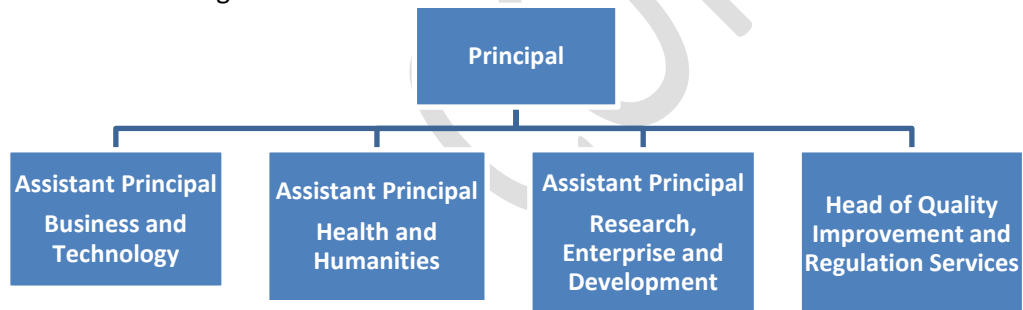 Principal
Assistant Principal
Business and
Technology
Assistant Principal
Health and
Humanities
Assistant Principal
Research,
Enterprise and
Development
Head of Quality
Improvement and
Regulation Services